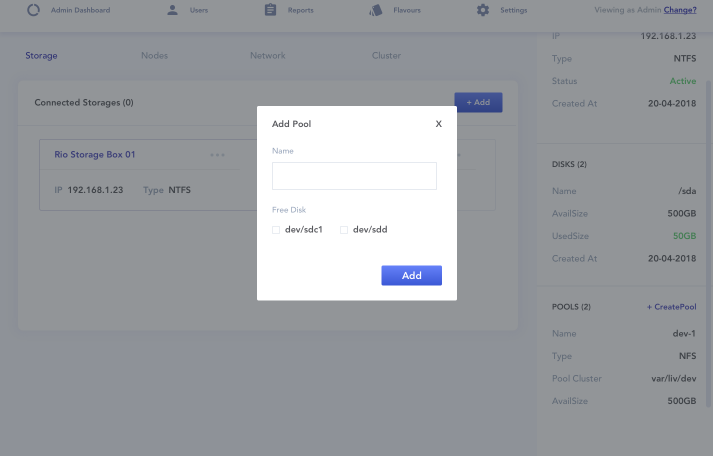 Admin Dashboard Users Reports Flavours Settings Viewing as Admin Change?
Storage Nodes Network Cluster
Connected Storages (0)
+ Add
Rio Storage Box 01
IP 192.168.1.23 Type NTFS
Add Pool X
Name
Free Disk
dev/sdc1 dev/sdd
Add
IP 192.168.1.23
Type NTFS
Status Active
Created At 20-04-2018
DISKS (2)
Name /sda
AvailSize 500GB
UsedSize 50GB
Created At 20-04-2018
POOLS (2) + CreatePool
Name dev-1
Type NFS
Pool Cluster var/liv/dev
AvailSize 500GB